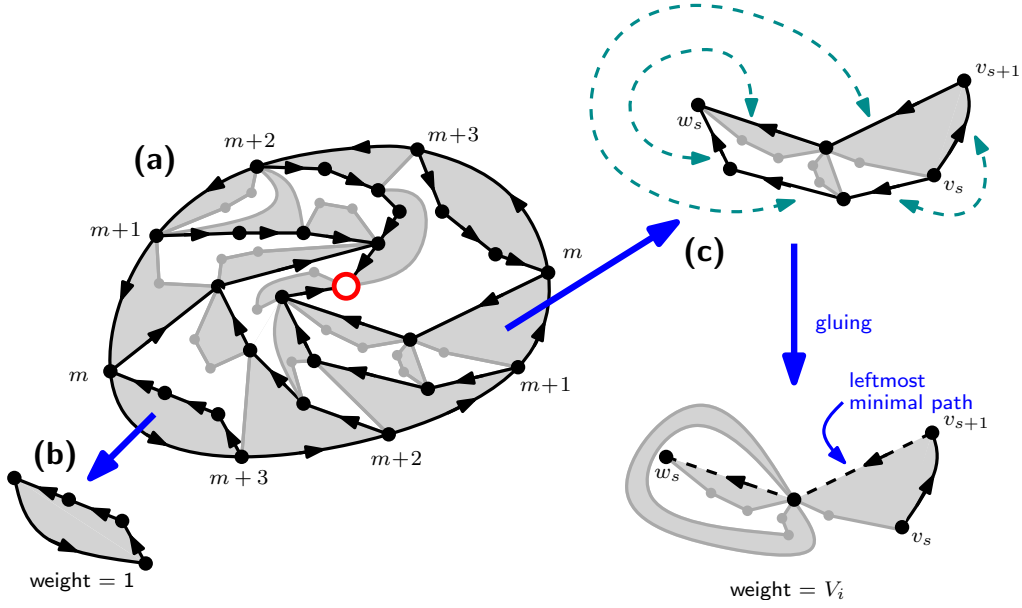 (a)
m+3
m+2
m+1
m
m
m+1
m+2
m + 3
(b)
weight = 1
v_{s+1}
w_s
v_s
(c)
gluing
leftmost
minimal path
v_{s+1}
w_s
v_s
weight = V_i